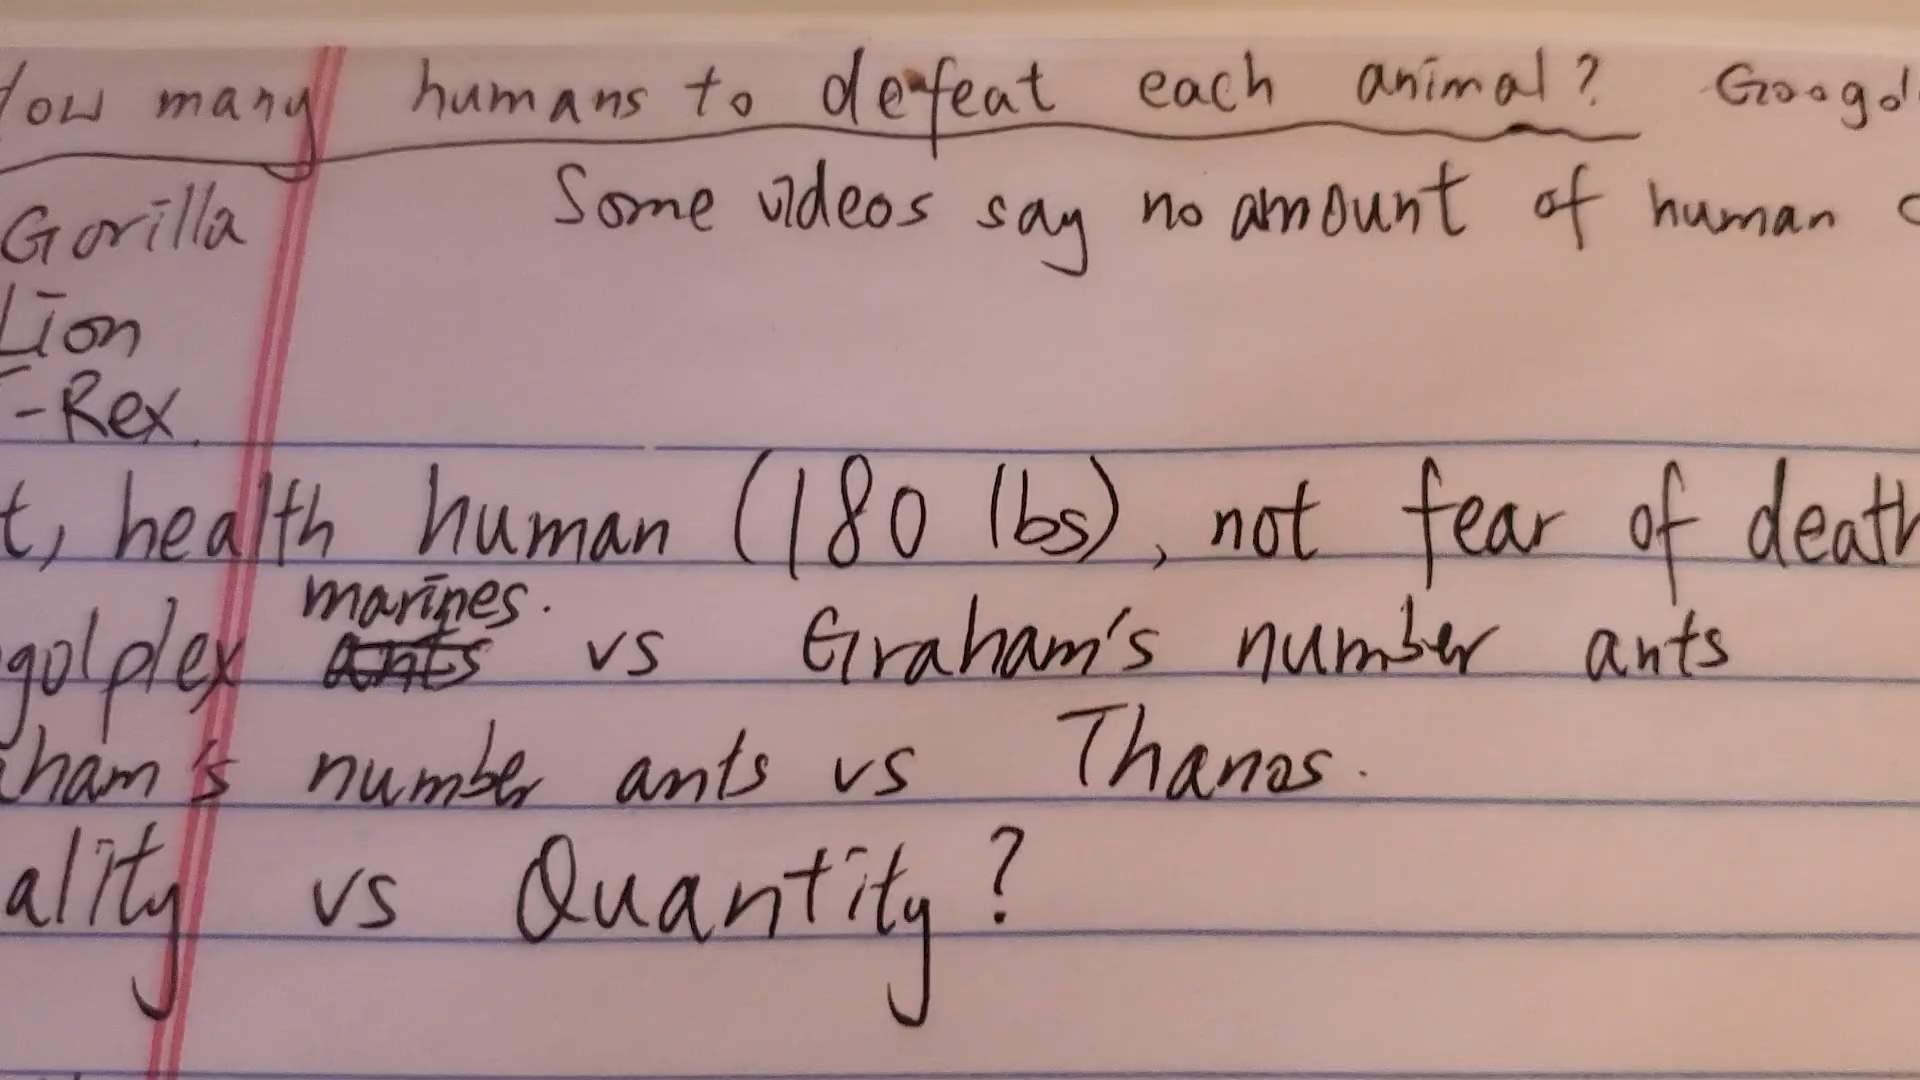 How many humans to defeat each animal? Googol
Gorilla Some videos say no amount of human
Lion
T-Rex
t, health human (180 lbs), not fear of death
marines.
golplex ants vs Graham's number ants
ham's number ants vs Thanos.
ality vs Quantity?